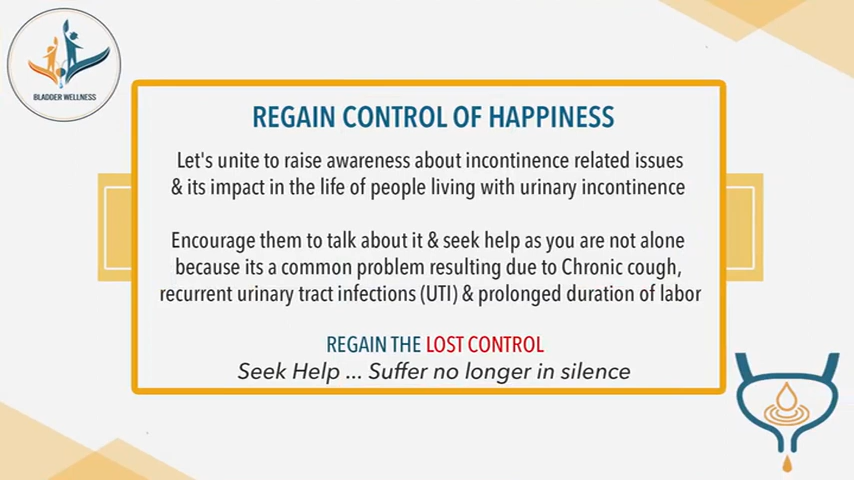 BLADDER WELLNESS
REGAIN CONTROL OF HAPPINESS
Let's unite to raise awareness about incontinence related issues
& its impact in the life of people living with urinary incontinence
Encourage them to talk about it & seek help as you are not alone
because its a common problem resulting due to Chronic cough,
recurrent urinary tract infections (UTI) & prolonged duration of labor
REGAIN THE LOST CONTROL
Seek Help ... Suffer no longer in silence